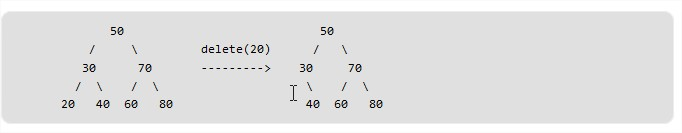 50                    50
/     \    delete(20)    /   \
30      70   --------->   30     70
/ \    / \                \    / \
20   40  60   80             40  60   80